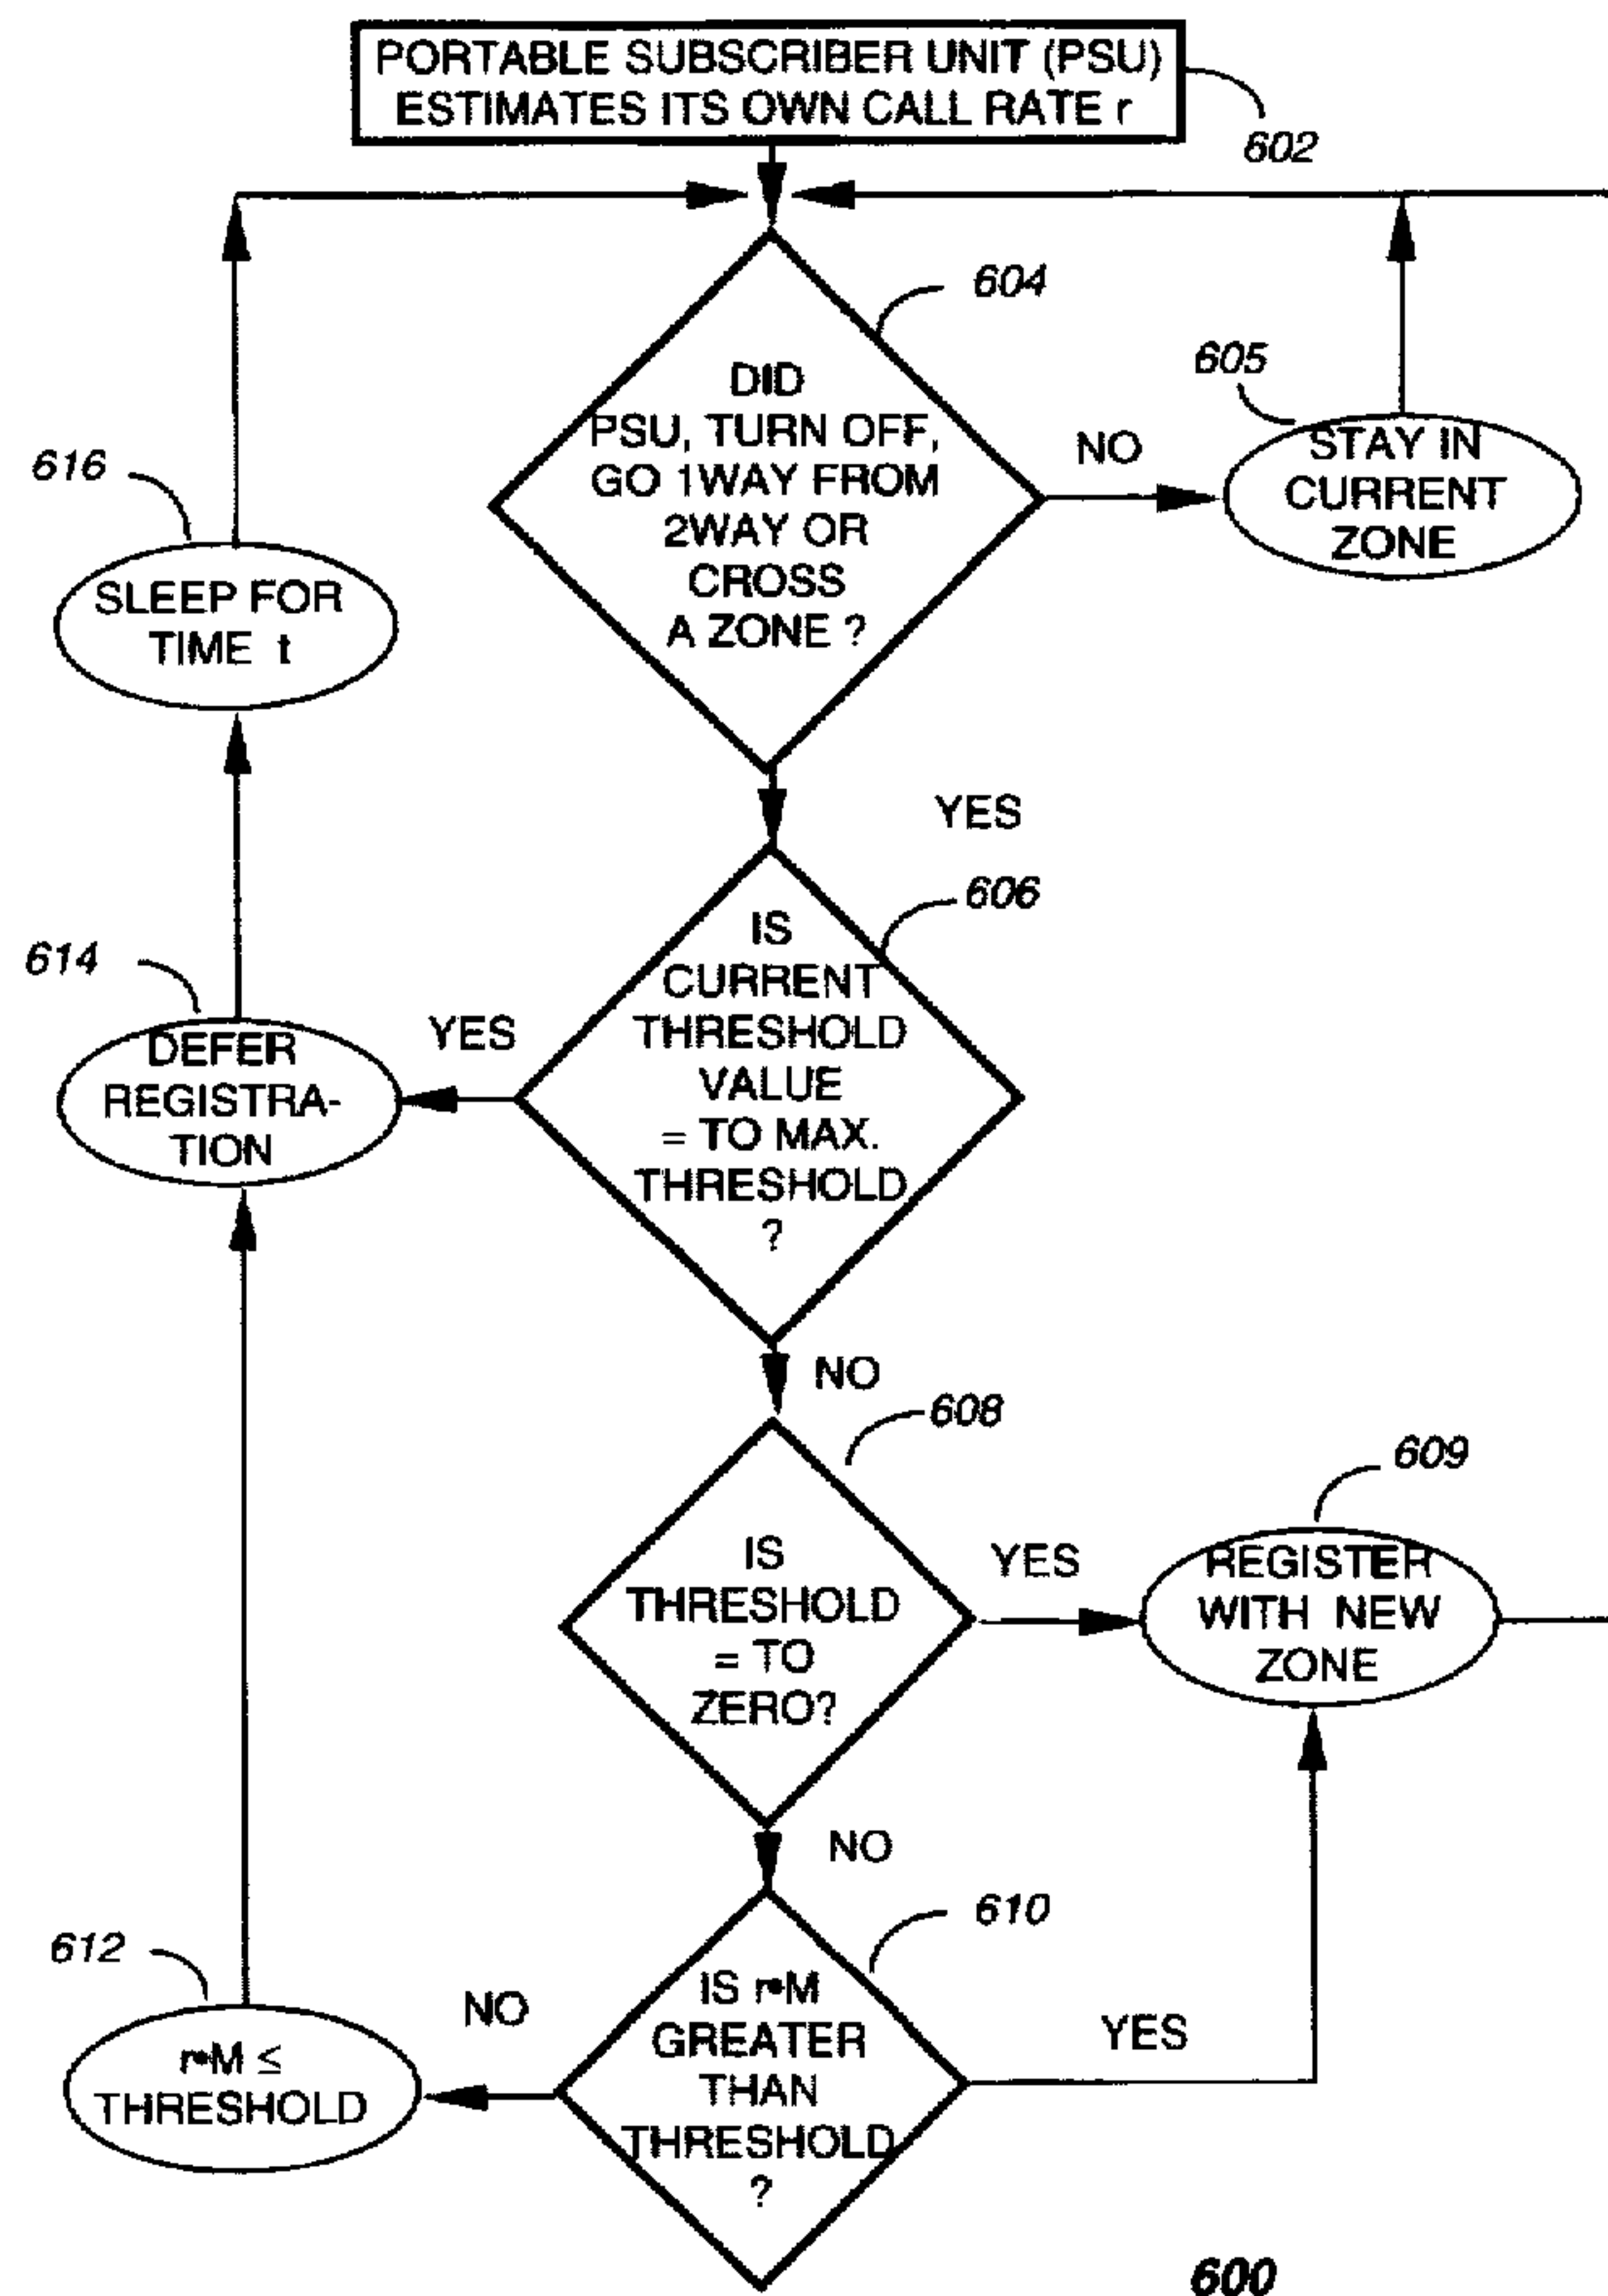 PORTABLE SUBSCRIBER UNIT (PSU)
ESTIMATES ITS OWN CALL RATE r
602
604
DID
PSU, TURN OFF,
GO 1WAY FROM
2WAY OR
CROSS
A ZONE ?
NO
605
STAY IN
CURRENT
ZONE
616
SLEEP FOR
TIME t
YES
606
IS
CURRENT
THRESHOLD
VALUE
= TO MAX.
THRESHOLD
?
YES
614
DEFER
REGISTRA-
TION
NO
608
IS
THRESHOLD
= TO
ZERO?
YES
609
REGISTER
WITH NEW
ZONE
NO
610
IS r•M
GREATER
THAN
THRESHOLD
?
YES
NO
612
r•M ≤
THRESHOLD
600